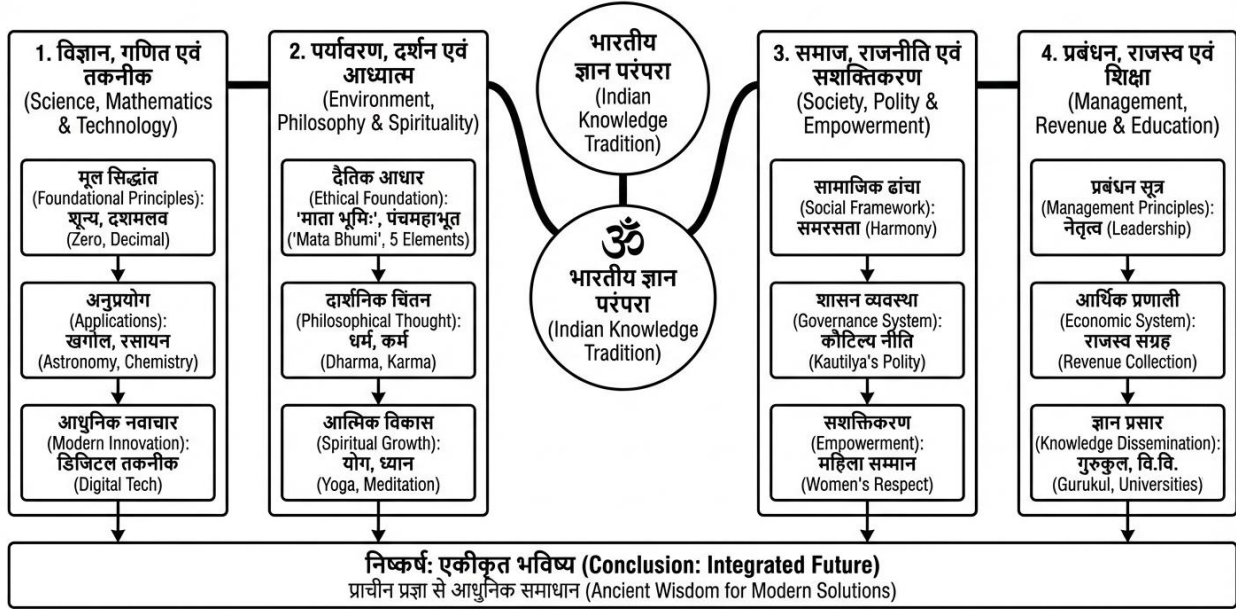 1. विज्ञान, गणित एवं
तकनीक
(Science, Mathematics
& Technology)
मूल सिद्धांत
(Foundational Principles):
शून्य, दशमलव
(Zero, Decimal)
अनुप्रयोग
(Applications):
खगोल, रसायन
(Astronomy, Chemistry)
आधुनिक नवाचार
(Modern Innovation):
डिजिटल तकनीक
(Digital Tech)
2. पर्यावरण, दर्शन एवं
आध्यात्म
(Environment,
Philosophy & Spirituality)
दैतिक आधार
(Ethical Foundation):
'माता भूमिः', पंचमहाभूत
('Mata Bhumi', 5 Elements)
दार्शनिक चिंतन
(Philosophical Thought):
धर्म, कर्म
(Dharma, Karma)
आत्मिक विकास
(Spiritual Growth):
योग, ध्यान
(Yoga, Meditation)
भारतीय
ज्ञान परंपरा
(Indian
Knowledge
Tradition)
ॐ
भारतीय ज्ञान
परंपरा
(Indian Knowledge
Tradition)
3. समाज, राजनीति एवं
सशक्तिकरण
(Society, Polity &
Empowerment)
सामाजिक ढांचा
(Social Framework):
समरसता (Harmony)
शासन व्यवस्था
(Governance System):
कौटिल्य नीति
(Kautilya's Polity)
सशक्तिकरण
(Empowerment):
महिला सम्मान
(Women's Respect)
4. प्रबंधन, राजस्व एवं
शिक्षा
(Management,
Revenue & Education)
प्रबंधन सूत्र
(Management Principles):
नेतृत्व (Leadership)
आर्थिक प्रणाली
(Economic System):
राजस्व संग्रह
(Revenue Collection)
ज्ञान प्रसार
(Knowledge Dissemination):
गुरुकुल, वि.वि.
(Gurukul, Universities)
निष्कर्ष: एकीकृत भविष्य (Conclusion: Integrated Future)
प्राचीन प्रज्ञा से आधुनिक समाधान (Ancient Wisdom for Modern Solutions)